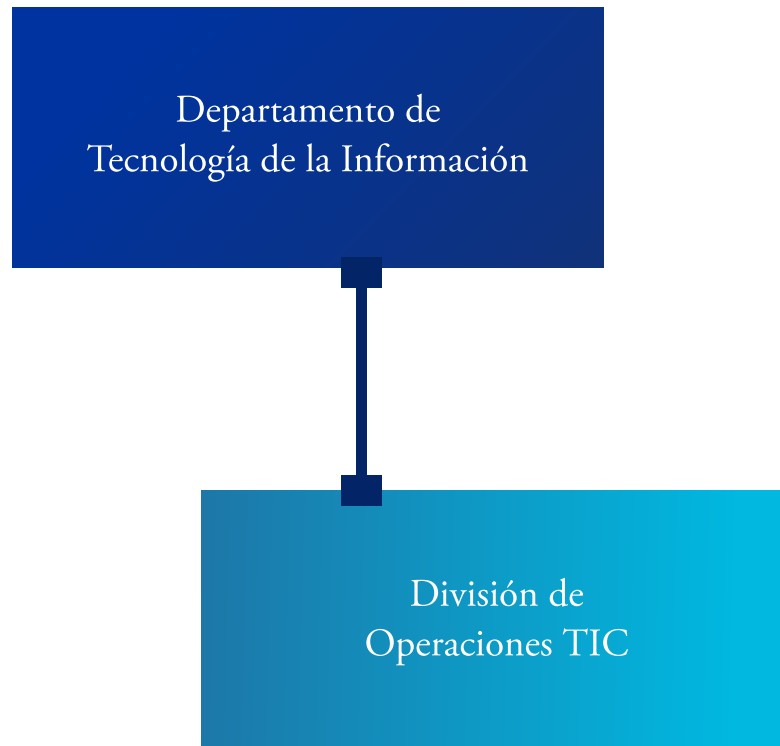 Departamento de
Tecnología de la Información
División de
Operaciones TIC